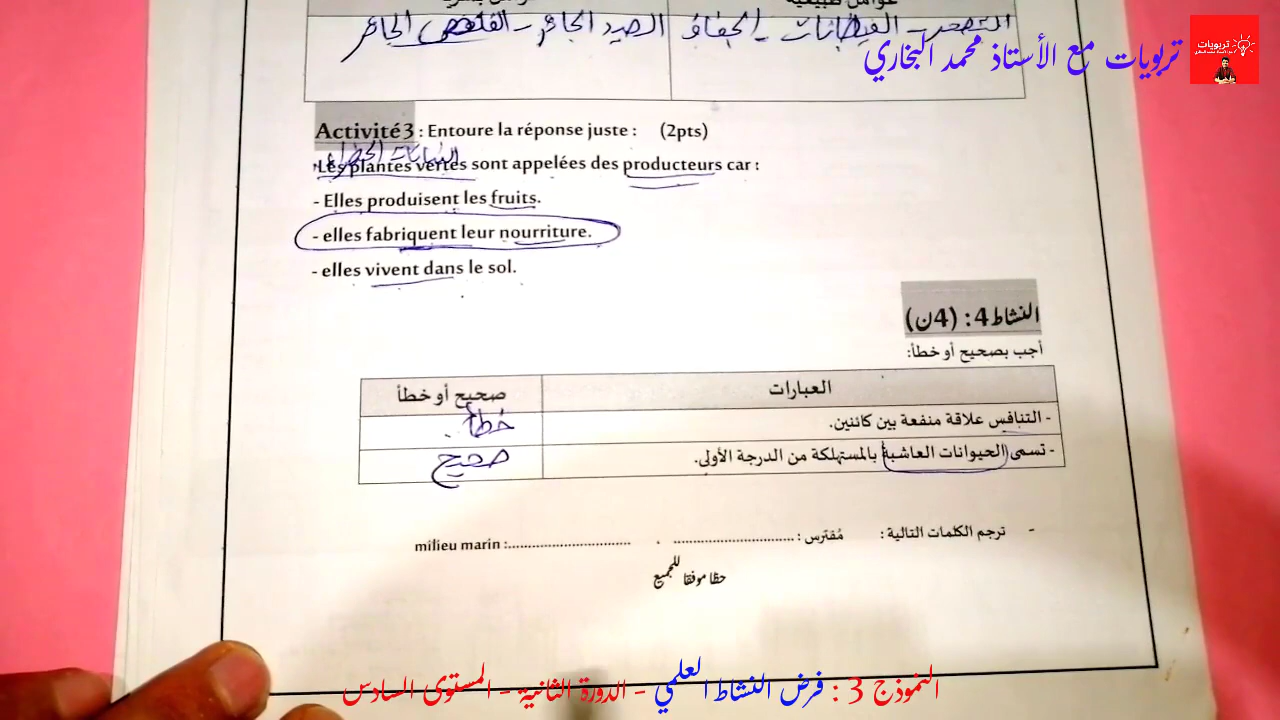 عوامل طبيعية
التصحر - الفيضانات - الجفاف
الصيد الجائر - القنص الجائر
تربويات مع الأستاذ محمد البخاري
تربويات
Activité3 : Entoure la réponse juste : (2pts)
النباتات الخضراء
Les plantes vertes sont appelées des producteurs car :
- Elles produisent les fruits.
- elles fabriquent leur nourriture.
- elles vivent dans le sol.
النشاط 4: (4ن)
أجب بصحيح أو خطأ:
العبارات صحيح أو خطأ
- التنافس علاقة منفعة بين كائنين. خطأ
- تسمى الحيوانات العاشبة بالمستهلكة من الدرجة الأولى. صحيح
- ترجم الكلمات التالية : مُفترس : .............................. . milieu marin :...............................
حظا موفقا للجميع
النموذج 3 : فرض النشاط العلمي - الدورة الثانية - المستوى السادس